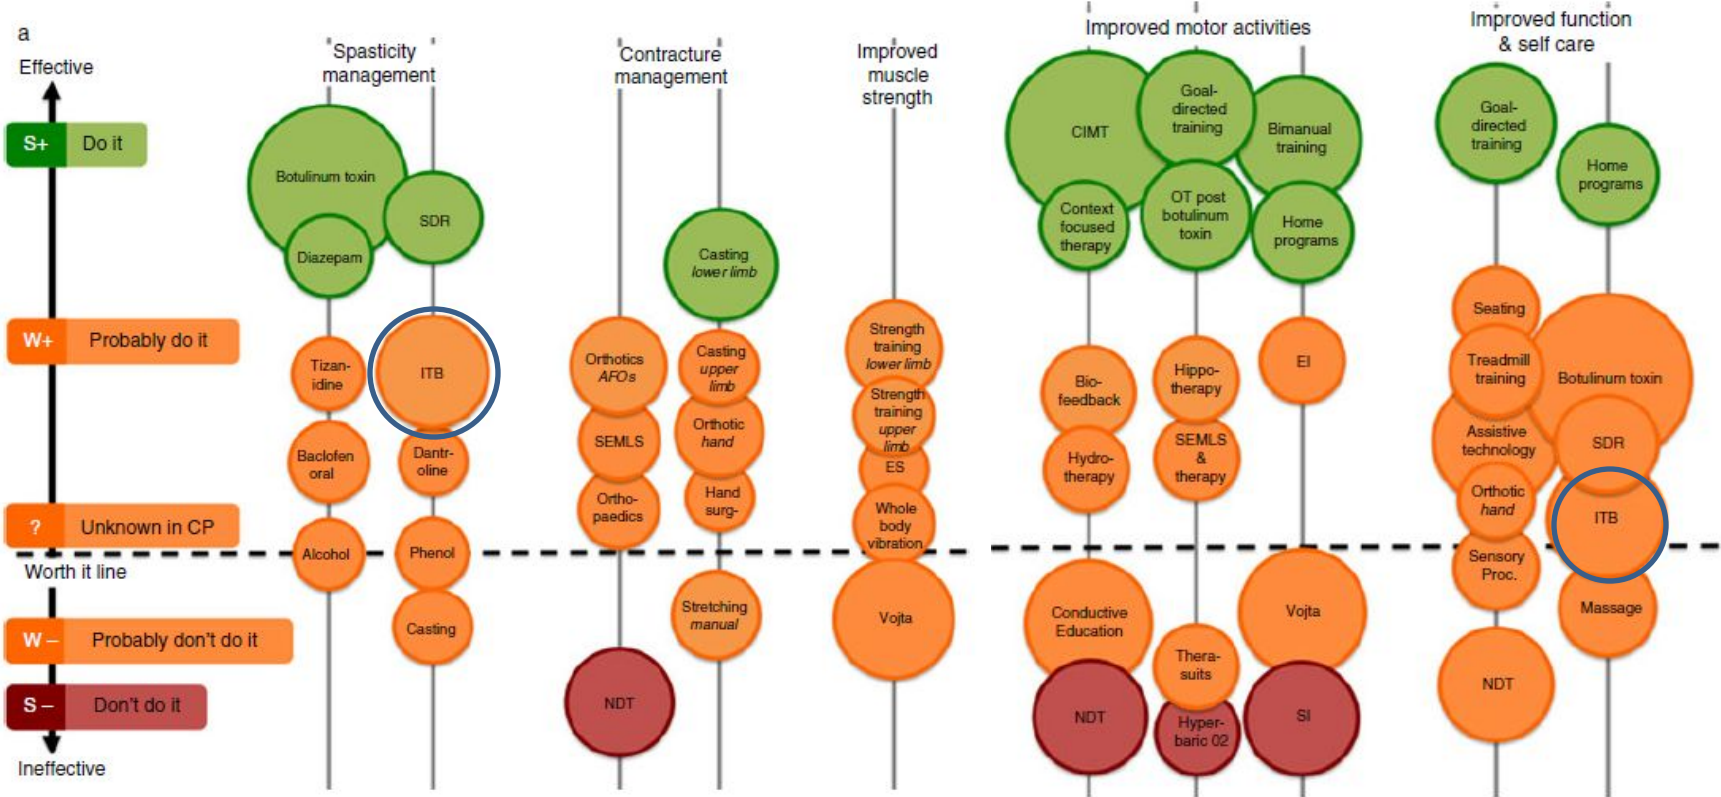 a
Effective
S+ Do it
W+ Probably do it
? Unknown in CP
Worth it line
W – Probably don't do it
S – Don't do it
Ineffective
Spasticity
management
Botulinum toxin
SDR
Diazepam
Tizan-
idine
ITB
Baclofen
oral
Dantr-
oline
Alcohol
Phenol
Casting
Contracture
management
Casting
lower limb
Orthotics
AFOs
Casting
upper
limb
SEMLS
Orthotic
hand
Ortho-
paedics
Hand
surg-
Stretching
manual
NDT
Improved
muscle
strength
Strength
training
lower limb
Strength
training
upper
limb
ES
Whole
body
vibration
Vojta
Improved motor activities
CIMT
Goal-
directed
training
Bimanual
training
Context
focused
therapy
OT post
botulinum
toxin
Home
programs
Bio-
feedback
Hippo-
therapy
EI
Hydro-
therapy
SEMLS
&
therapy
Conductive
Education
Thera-
suits
Vojta
NDT
Hyper-
baric 02
SI
Improved function
& self care
Goal-
directed
training
Home
programs
Seating
Treadmill
training
Botulinum toxin
Assistive
technology
SDR
Orthotic
hand
ITB
Sensory
Proc.
Massage
NDT